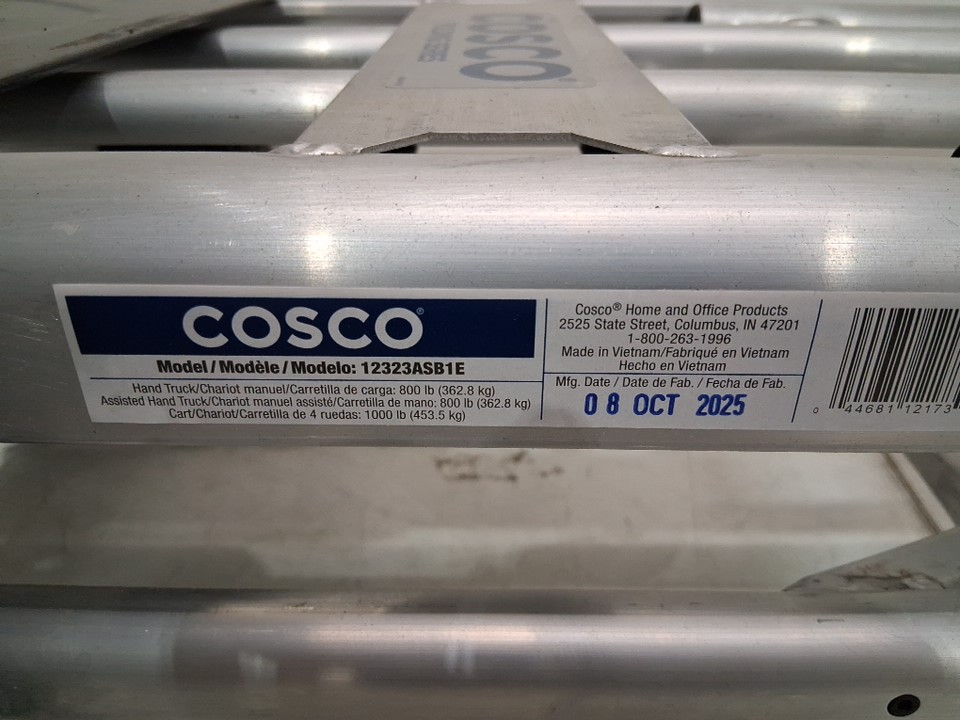 COSCO
SERIES
COSCO®
Model / Modèle / Modelo: 12323ASB1E
Hand Truck/Chariot manuel/Carretilla de carga: 800 lb (362.8 kg)
Assisted Hand Truck/Chariot manuel assisté/Carretilla de mano: 800 lb (362.8 kg)
Cart/Chariot/Carretilla de 4 ruedas: 1000 lb (453.5 kg)
Cosco® Home and Office Products
2525 State Street, Columbus, IN 47201
1-800-263-1996
Made in Vietnam/Fabriqué en Vietnam
Hecho en Vietnam
Mfg. Date / Date de Fab. / Fecha de Fab.
08 OCT 2025
0 44681 12173